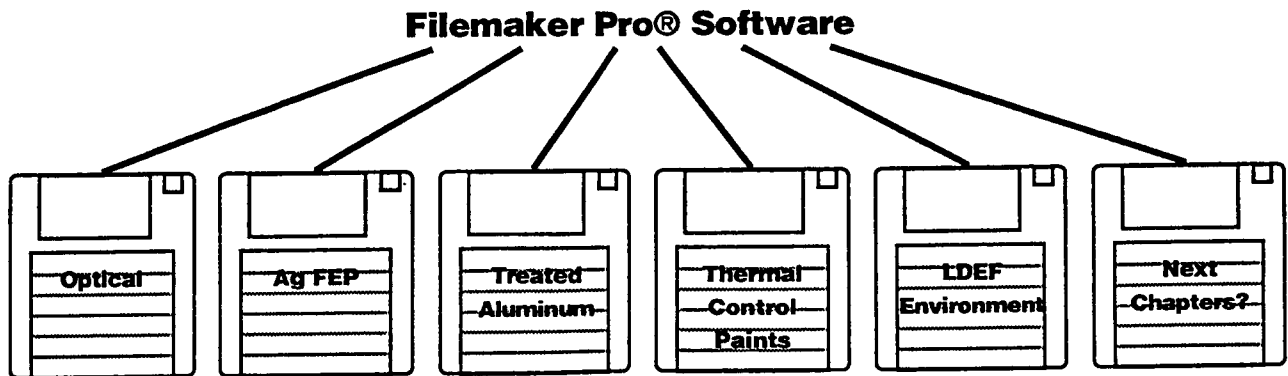 Filemaker Pro® Software
Optical
Ag FEP
Treated
Aluminum
Thermal
Control
Paints
LDEF
Environment
Next
Chapters?